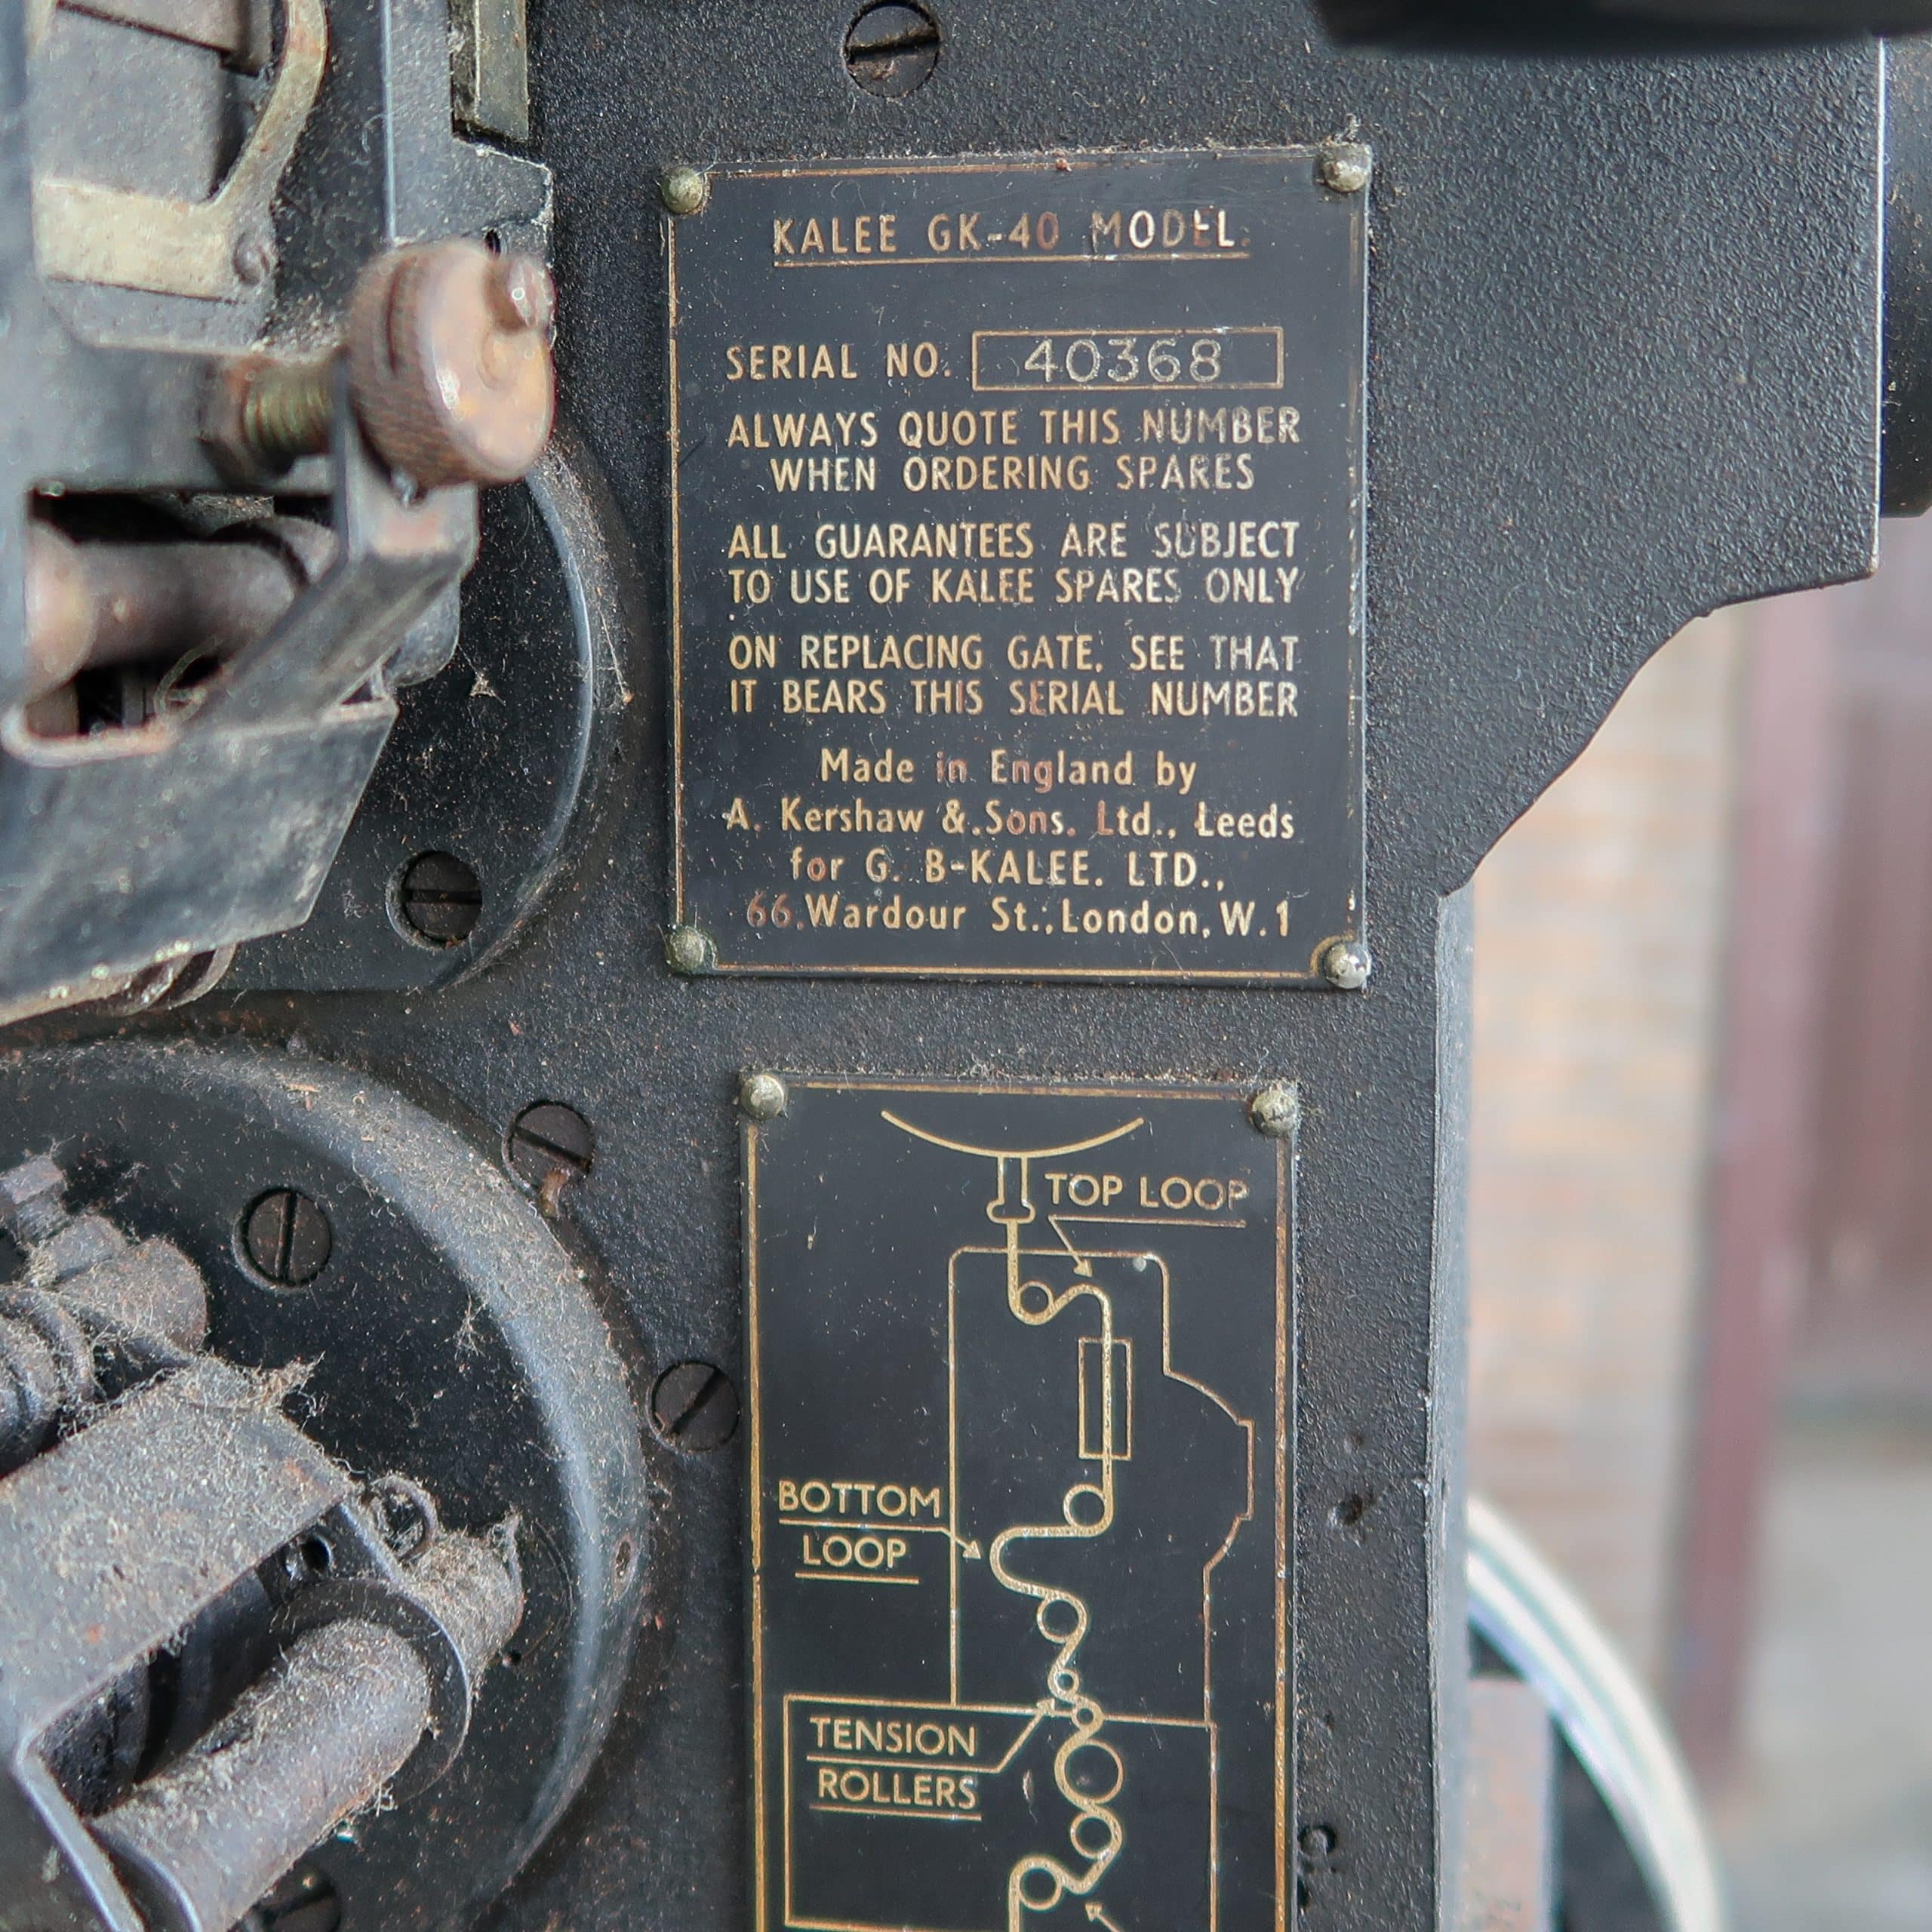 KALEE GK-40 MODEL.
SERIAL NO. 40368
ALWAYS QUOTE THIS NUMBER
WHEN ORDERING SPARES
ALL GUARANTEES ARE SUBJECT
TO USE OF KALEE SPARES ONLY
ON REPLACING GATE. SEE THAT
IT BEARS THIS SERIAL NUMBER
Made in England by
A. Kershaw &.Sons. Ltd., Leeds
for G. B-KALEE. LTD.,
66.Wardour St.,London,W.1
TOP LOOP
BOTTOM
LOOP
TENSION
ROLLERS